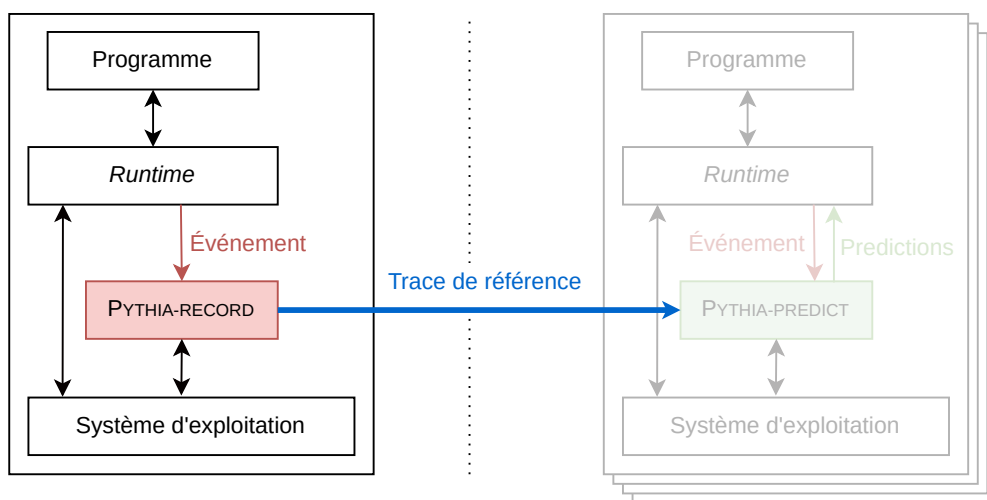 Programme
Runtime
Événement
PYTHIA-RECORD
Système d'exploitation
Trace de référence
Programme
Runtime
Événement
Predictions
PYTHIA-PREDICT
Système d'exploitation